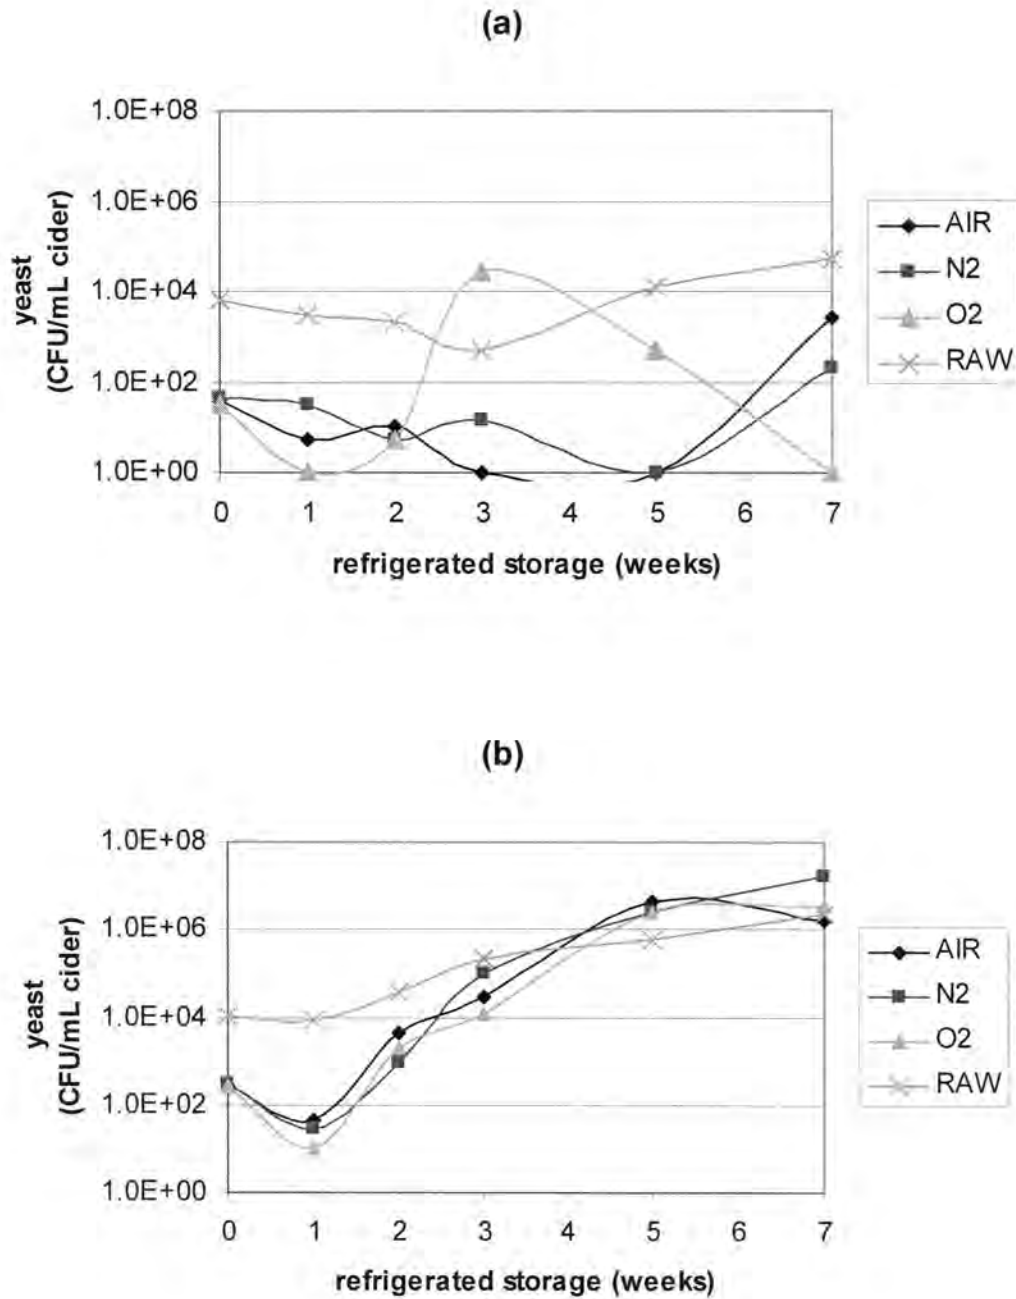 (a)
1.0E+08
1.0E+06
1.0E+04
1.0E+02
1.0E+00
yeast
(CFU/mL cider)
0 1 2 3 4 5 6 7
refrigerated storage (weeks)
AIR
N2
O2
RAW
(b)
1.0E+08
1.0E+06
1.0E+04
1.0E+02
1.0E+00
yeast
(CFU/mL cider)
0 1 2 3 4 5 6 7
refrigerated storage (weeks)
AIR
N2
O2
RAW